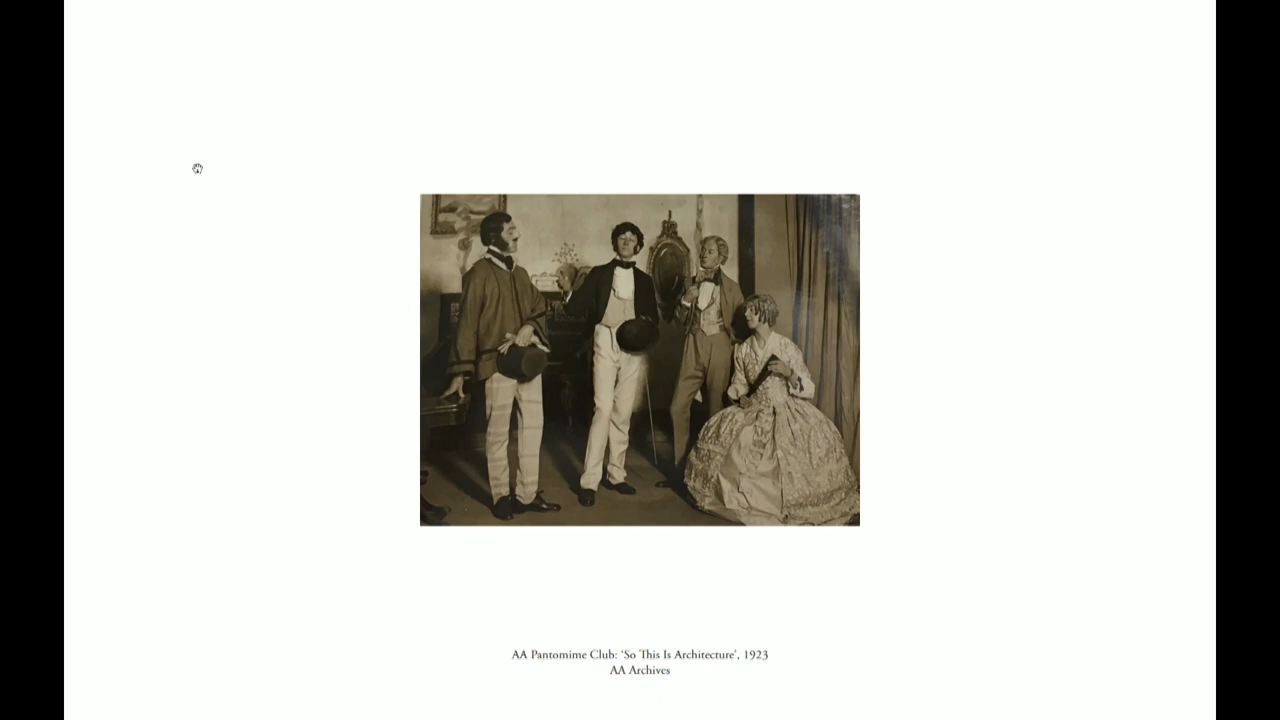 AA Pantomime Club: ‘So This Is Architecture’, 1923
AA Archives